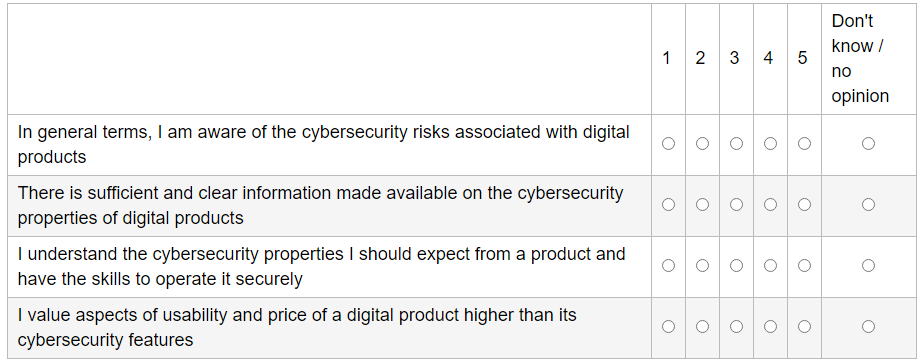 1 2 3 4 5 Don't
know /
no
opinion
In general terms, I am aware of the cybersecurity risks associated with digital
products
There is sufficient and clear information made available on the cybersecurity
properties of digital products
I understand the cybersecurity properties I should expect from a product and
have the skills to operate it securely
I value aspects of usability and price of a digital product higher than its
cybersecurity features